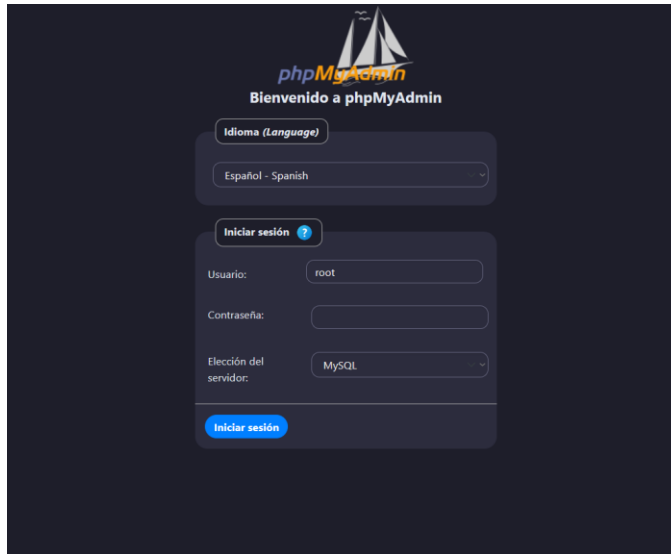 phpMyAdmin
Bienvenido a phpMyAdmin
Idioma (Language)
Español - Spanish
Iniciar sesión ?
Usuario:
root
Contraseña:
Elección del
servidor:
MySQL
Iniciar sesión